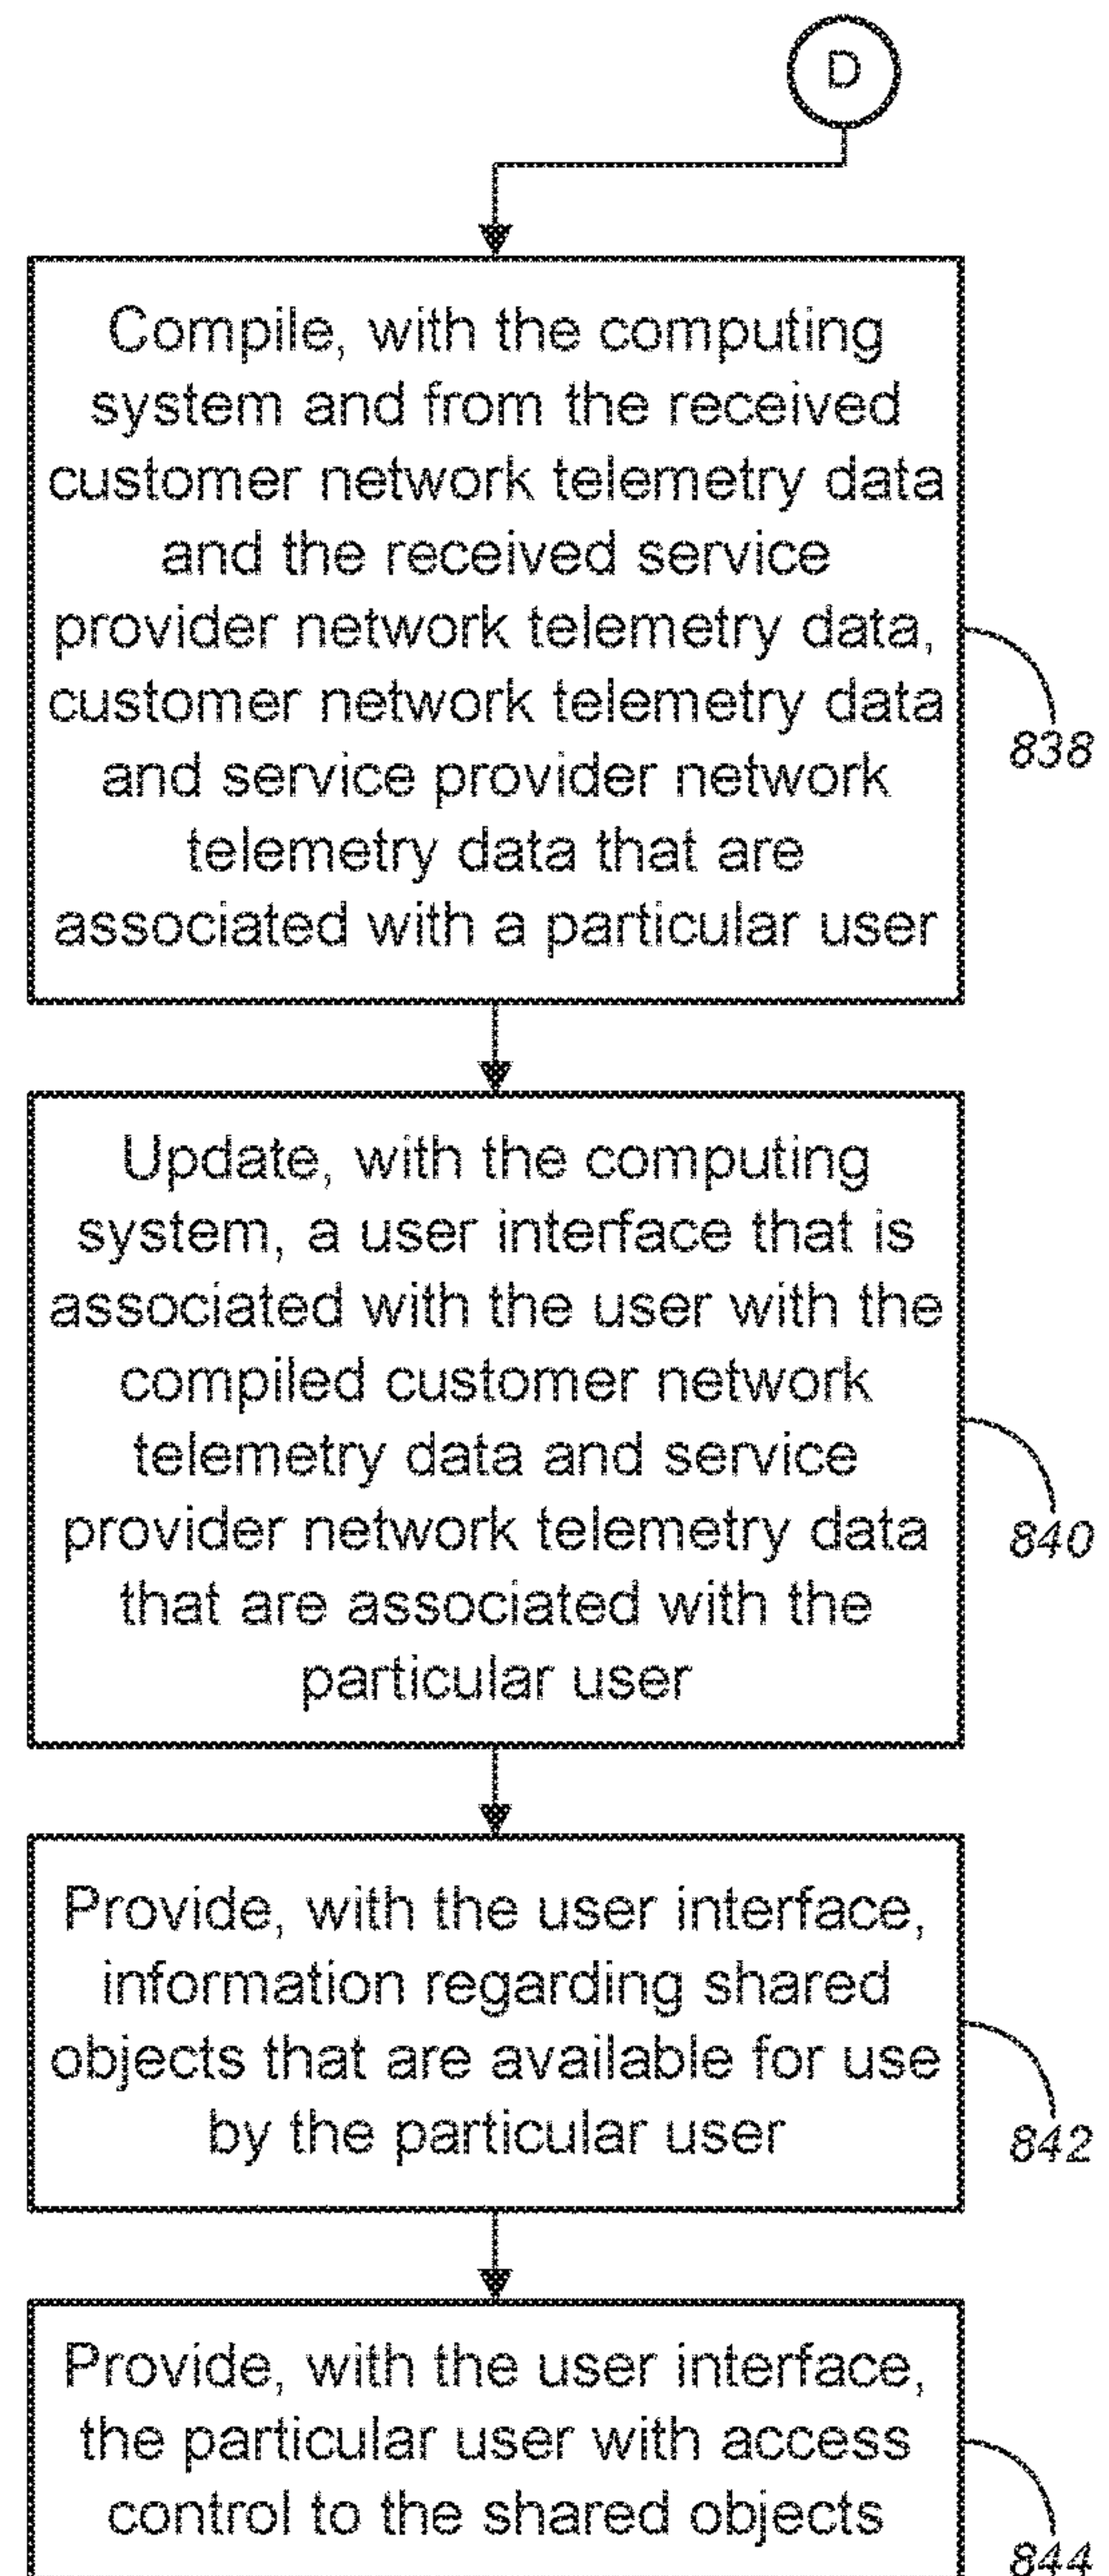 D
Compile, with the computing
system and from the received
customer network telemetry data
and the received service
provider network telemetry data,
customer network telemetry data
and service provider network
telemetry data that are
associated with a particular user
838
Update, with the computing
system, a user interface that is
associated with the user with the
compiled customer network
telemetry data and service
provider network telemetry data
that are associated with the
particular user
840
Provide, with the user interface,
information regarding shared
objects that are available for use
by the particular user
842
Provide, with the user interface,
the particular user with access
control to the shared objects
844